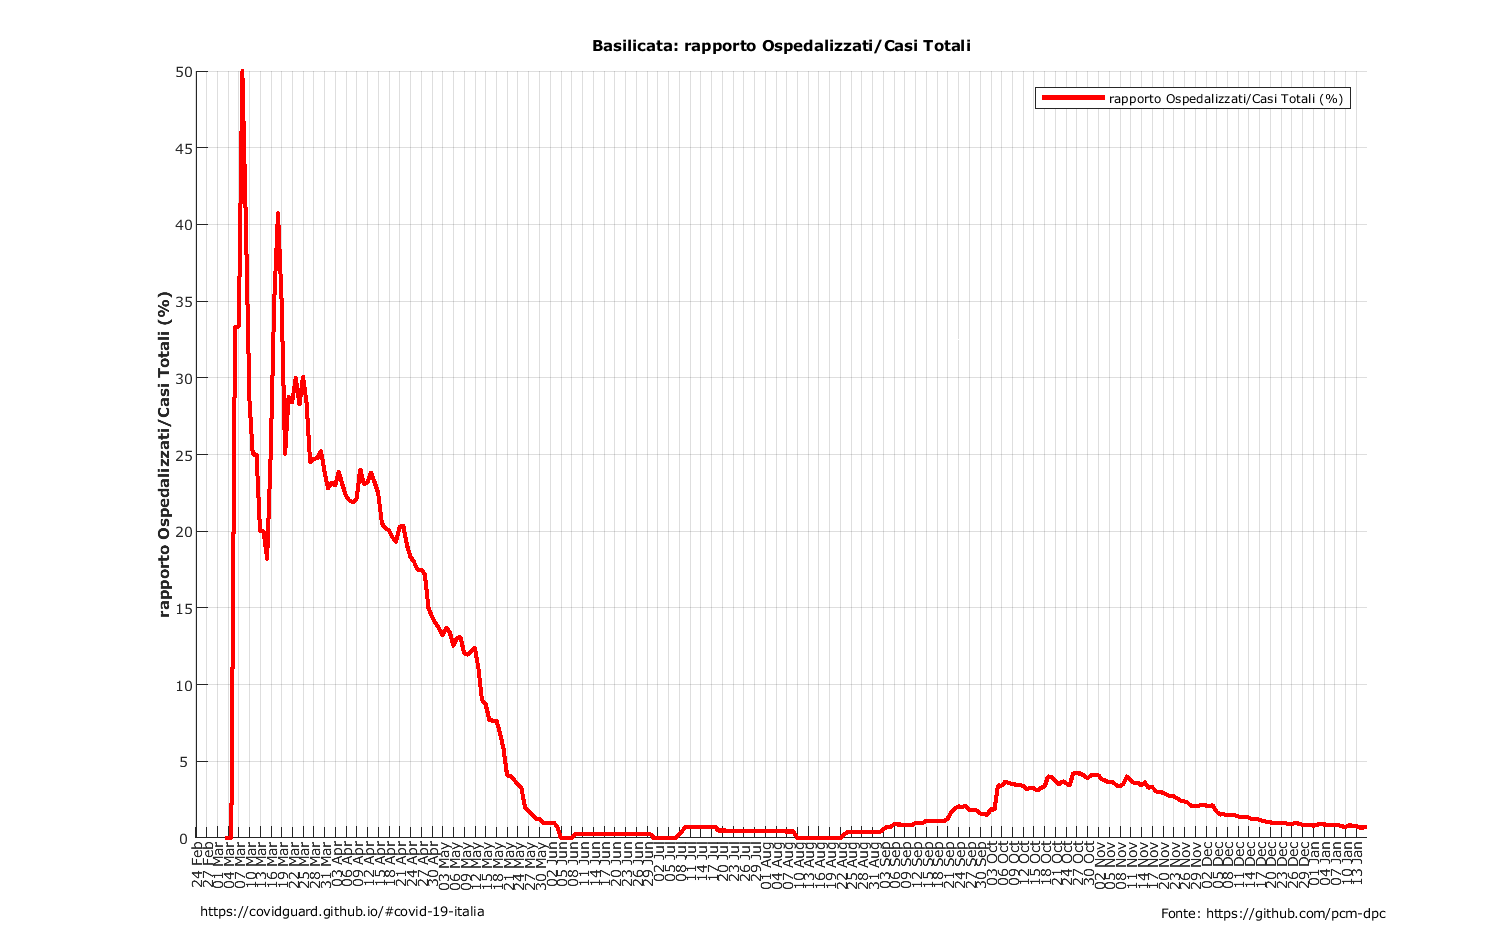 Basilicata: rapporto Ospedalizzati/Casi Totali
rapporto Ospedalizzati/Casi Totali (%)
rapporto Ospedalizzati/Casi Totali (%)
50
45
40
35
30
25
20
15
10
5
0
24 Feb
27 Feb
01 Mar
04 Mar
07 Mar
10 Mar
13 Mar
16 Mar
19 Mar
22 Mar
25 Mar
28 Mar
31 Mar
03 Apr
06 Apr
09 Apr
12 Apr
15 Apr
18 Apr
21 Apr
24 Apr
27 Apr
30 Apr
03 May
06 May
09 May
12 May
15 May
18 May
21 May
24 May
27 May
30 May
02 Jun
05 Jun
08 Jun
11 Jun
14 Jun
17 Jun
20 Jun
23 Jun
26 Jun
29 Jun
02 Jul
05 Jul
08 Jul
11 Jul
14 Jul
17 Jul
20 Jul
23 Jul
26 Jul
29 Jul
01 Aug
04 Aug
07 Aug
10 Aug
13 Aug
16 Aug
19 Aug
22 Aug
25 Aug
28 Aug
31 Aug
03 Sep
06 Sep
09 Sep
12 Sep
15 Sep
18 Sep
21 Sep
24 Sep
27 Sep
30 Sep
03 Oct
06 Oct
09 Oct
12 Oct
15 Oct
18 Oct
21 Oct
24 Oct
27 Oct
30 Oct
02 Nov
05 Nov
08 Nov
11 Nov
14 Nov
17 Nov
20 Nov
23 Nov
26 Nov
29 Nov
02 Dec
05 Dec
08 Dec
11 Dec
14 Dec
17 Dec
20 Dec
23 Dec
26 Dec
29 Dec
01 Jan
04 Jan
07 Jan
10 Jan
13 Jan
https://covidguard.github.io/#covid-19-italia
Fonte: https://github.com/pcm-dpc